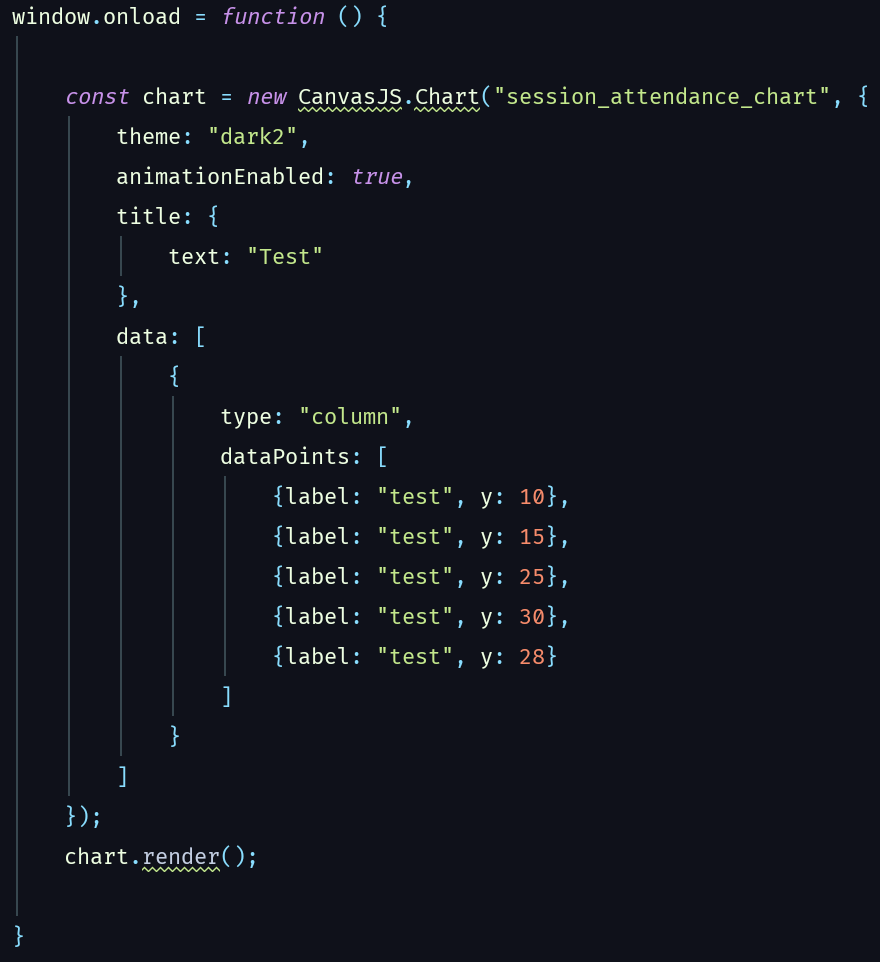 window.onload = function () {
const chart = new CanvasJS.Chart("session_attendance_chart", {
theme: "dark2",
animationEnabled: true,
title: {
text: "Test"
},
data: [
{
type: "column",
dataPoints: [
{label: "test", y: 10},
{label: "test", y: 15},
{label: "test", y: 25},
{label: "test", y: 30},
{label: "test", y: 28}
]
}
]
});
chart.render();
}